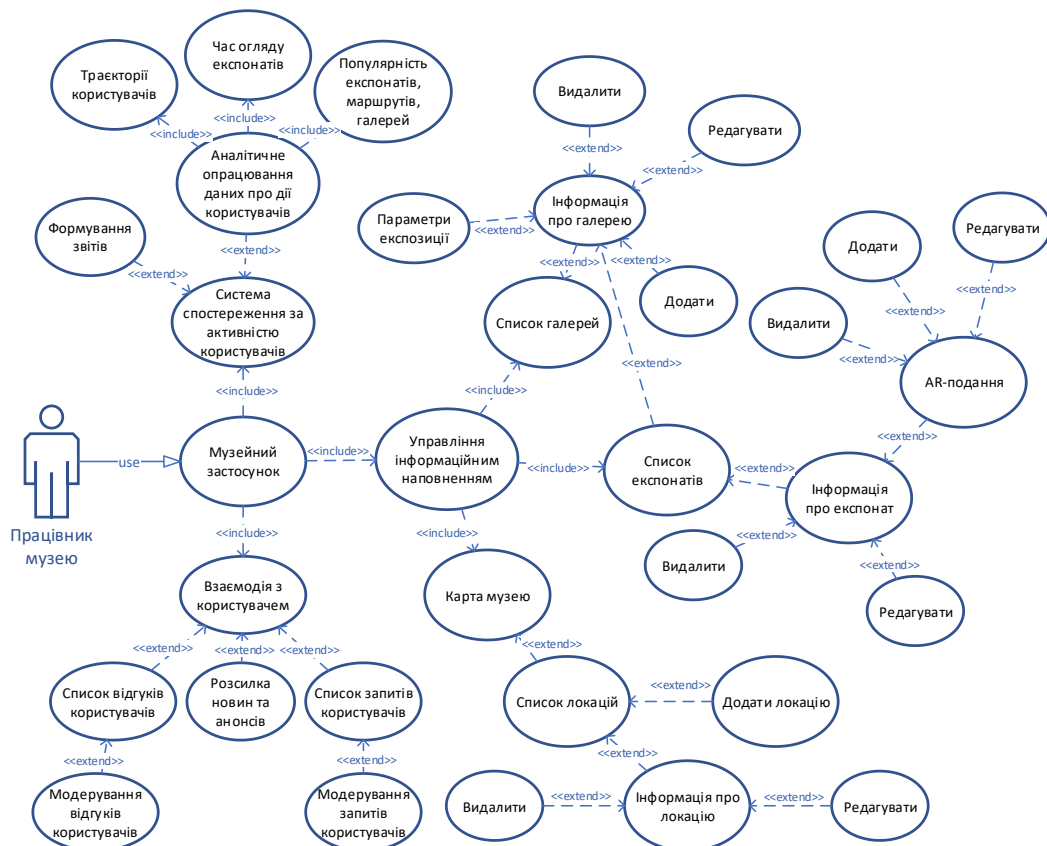 Час огляду
експонатів
Траєкторії
користувачів
Популярність
експонатів,
маршрутів,
галерей
<<include>>
<<include>>
<<include>>
Аналітичне
опрацювання
даних про дії
користувачів
Видалити
<<extend>>
Редагувати
<<extend>>
Інформація
про галерею
Параметри
експозиції
<<extend>>
Формування
звітів
<<extend>>
<<extend>>
Система
спостереження за
активністю
користувачів
<<extend>>
<<extend>>
Додати
Список галерей
Додати
Редагувати
<<extend>>
<<extend>>
Видалити
<<extend>>
AR-подання
<<include>>
<<include>>
use
Музейний
застосунок
<<include>>
Управління
інформаційним
наповненням
<<include>>
Список
експонатів
<<extend>>
<<extend>>
Інформація
про експонат
Працівник
музею
<<include>>
<<include>>
<<extend>>
Видалити
<<extend>>
Редагувати
Взаємодія з
користувачем
Карта музею
<<extend>>
<<extend>>
<<extend>>
<<extend>>
Список відгуків
користувачів
Розсилка
новин та
анонсів
Список запитів
користувачів
Список локацій
<<extend>>
Додати локацію
<<extend>>
<<extend>>
<<extend>>
Модерування
відгуків
користувачів
Модерування
запитів
користувачів
Видалити
<<extend>>
Інформація про
локацію
<<extend>>
Редагувати